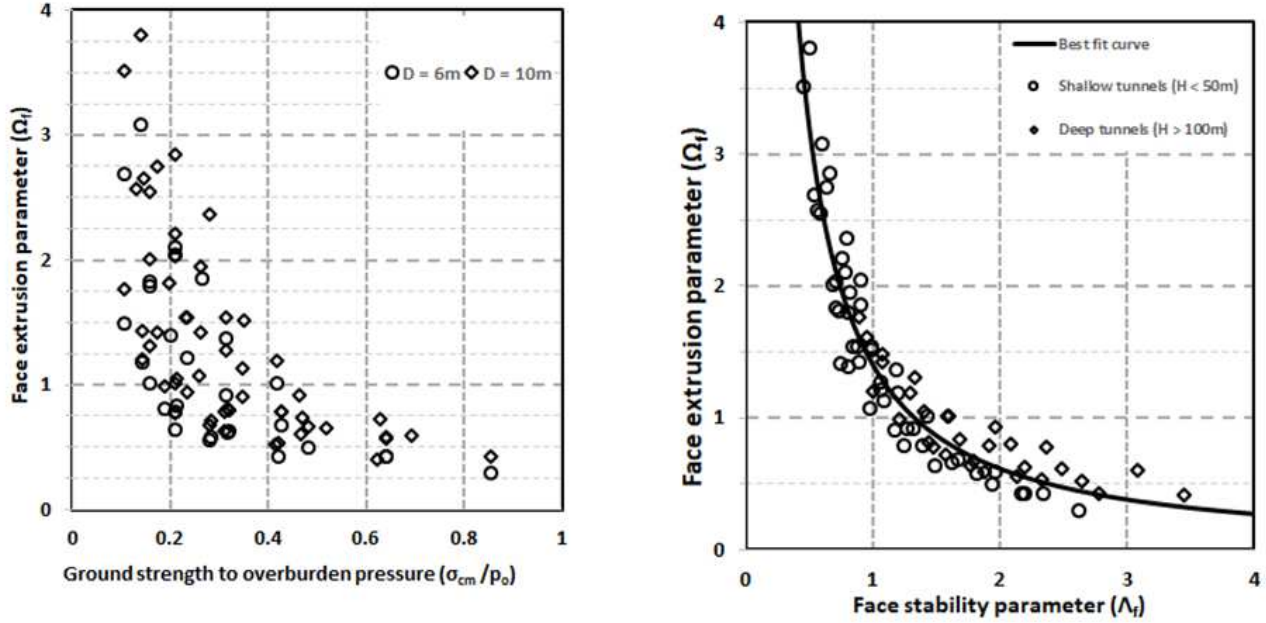 4
3
2
1
0
Face extrusion parameter (Ωf)
D = 6m D = 10m
0 0.2 0.4 0.6 0.8 1
Ground strength to overburden pressure (σcm /po)
4
3
2
1
0
Face extrusion parameter (Ωf)
Best fit curve
Shallow tunnels (H < 50m)
Deep tunnels (H > 100m)
0 1 2 3 4
Face stability parameter (Λf)